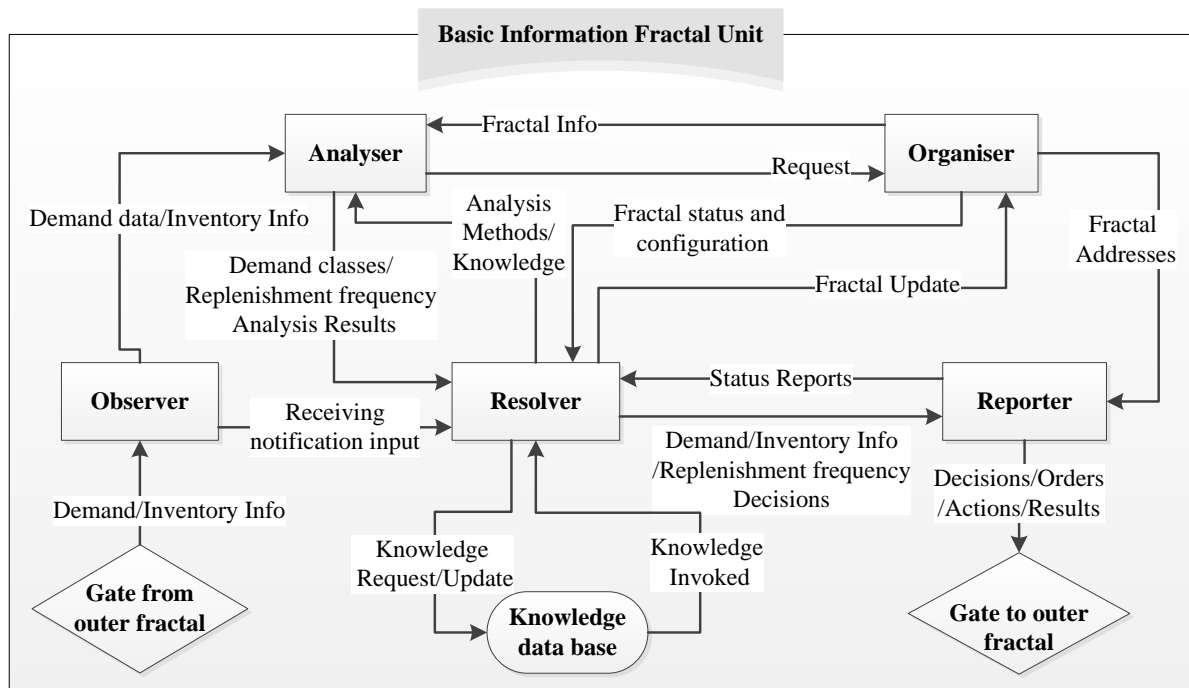 Basic Information Fractal Unit
Fractal Info
Analyser
Organiser
Request
Demand data/Inventory Info
Analysis
Methods/
Knowledge
Fractal status and
configuration
Fractal
Addresses
Demand classes/
Replenishment frequency
Analysis Results
Fractal Update
Observer
Resolver
Status Reports
Reporter
Receiving
notification input
Demand/Inventory Info
/Replenishment frequency
Decisions
Decisions/Orders
/Actions/Results
Demand/Inventory Info
Knowledge
Request/Update
Knowledge
Invoked
Gate from
outer fractal
Knowledge
data base
Gate to outer
fractal